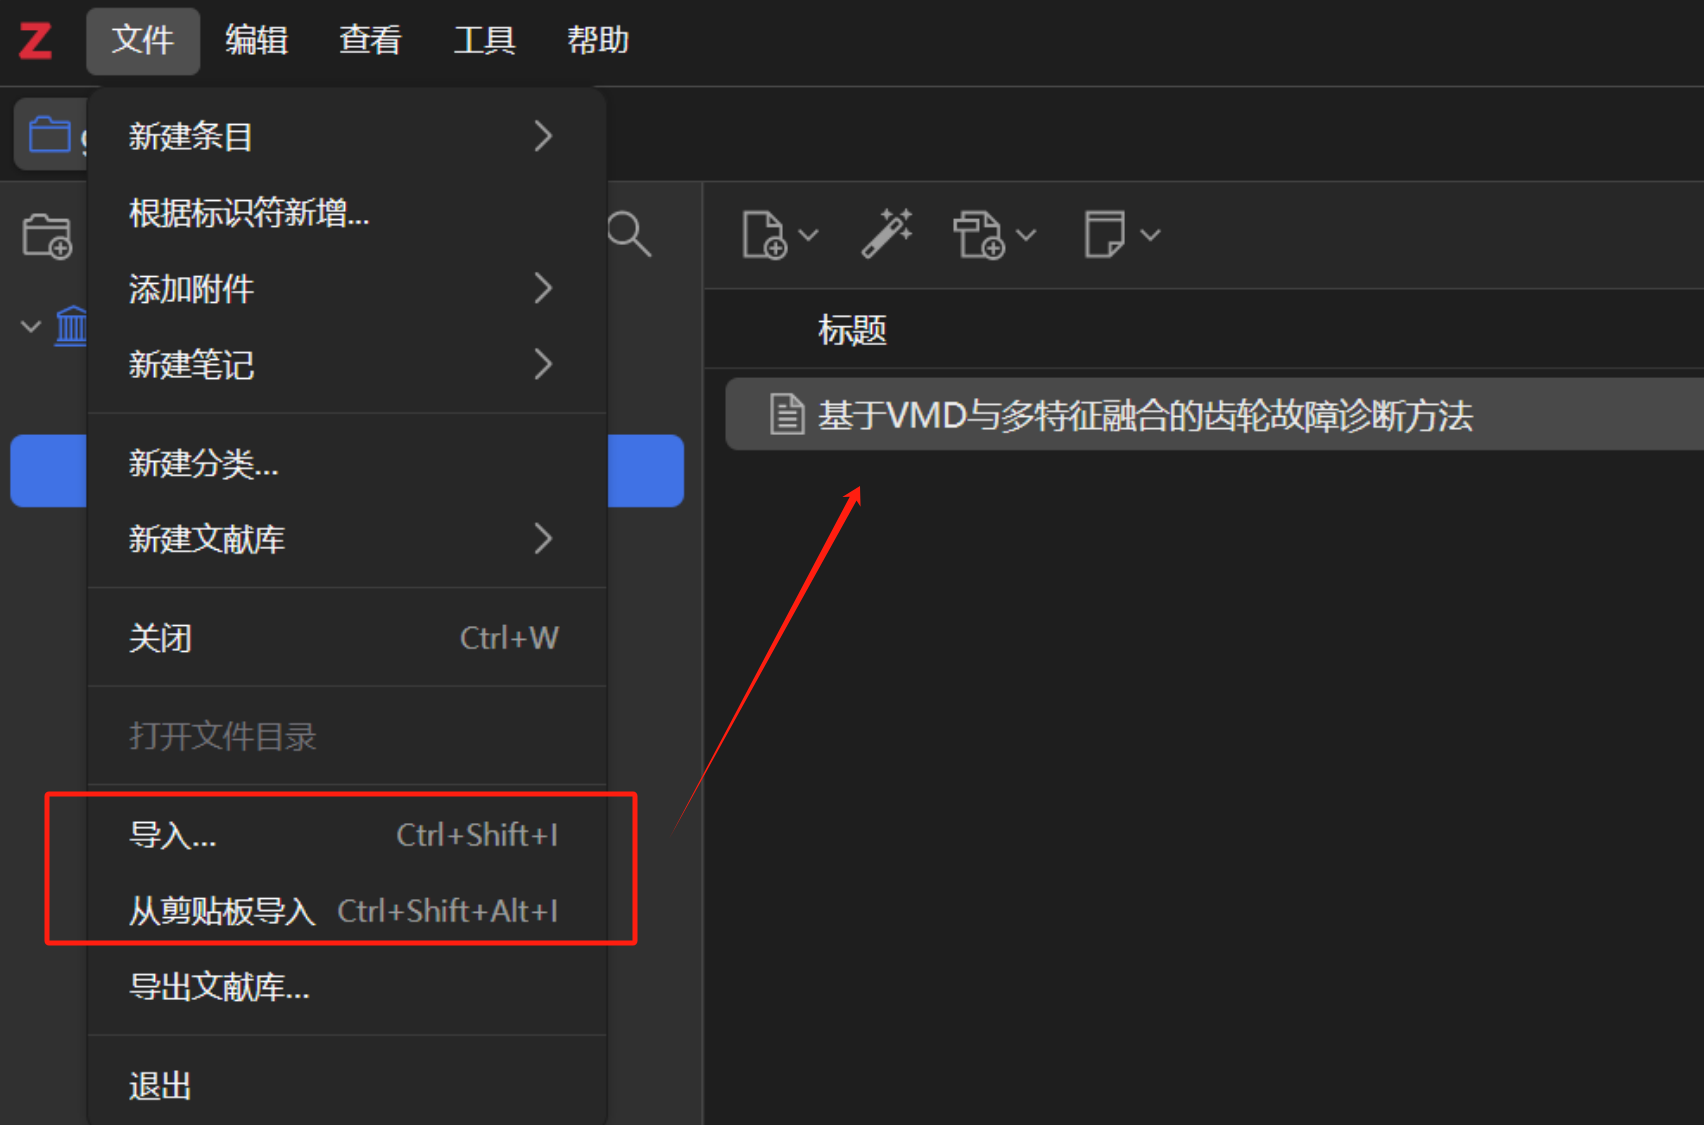 Z 文件 编辑 查看 工具 帮助
新建条目
根据标识符新增...
添加附件
新建笔记
新建分类...
新建文献库
关闭 Ctrl+W
打开文件目录
导入... Ctrl+Shift+I
从剪贴板导入 Ctrl+Shift+Alt+I
导出文献库...
退出
标题
基于VMD与多特征融合的齿轮故障诊断方法